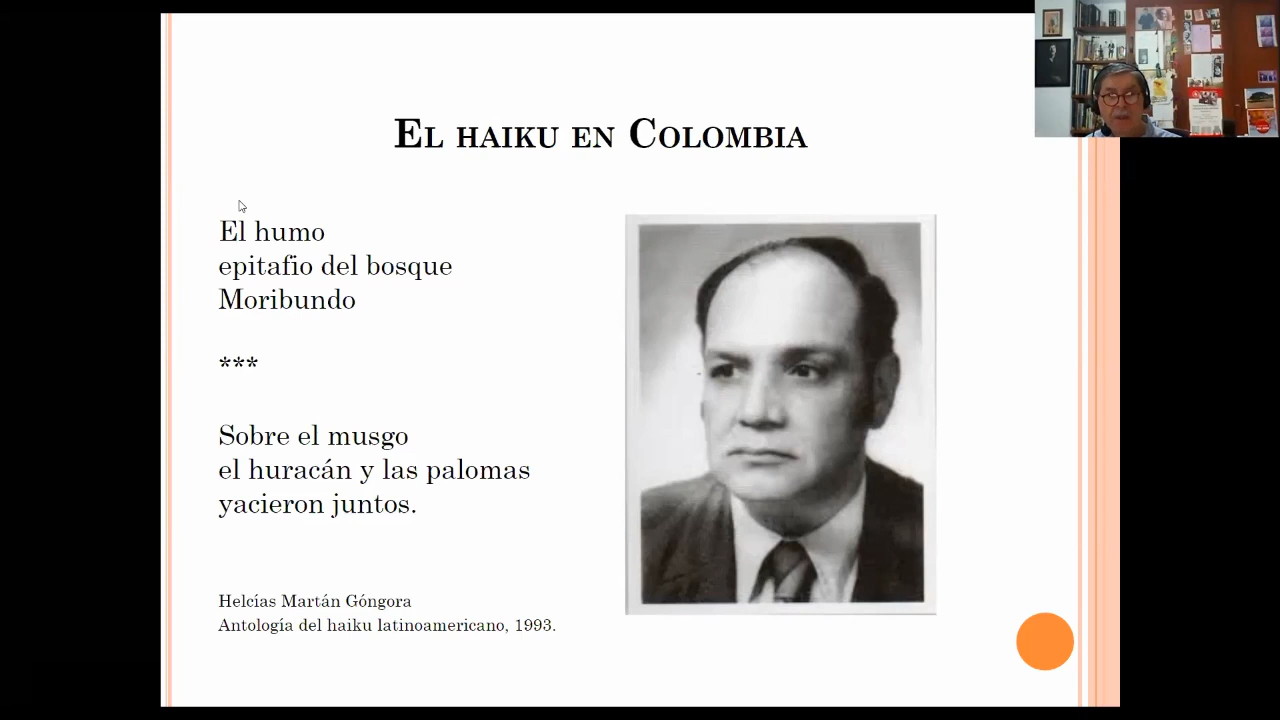 El haiku en Colombia
El humo
epitafio del bosque
Moribundo
***
Sobre el musgo
el huracán y las palomas
yacieron juntos.
Helcías Martán Góngora
Antología del haiku latinoamericano, 1993.